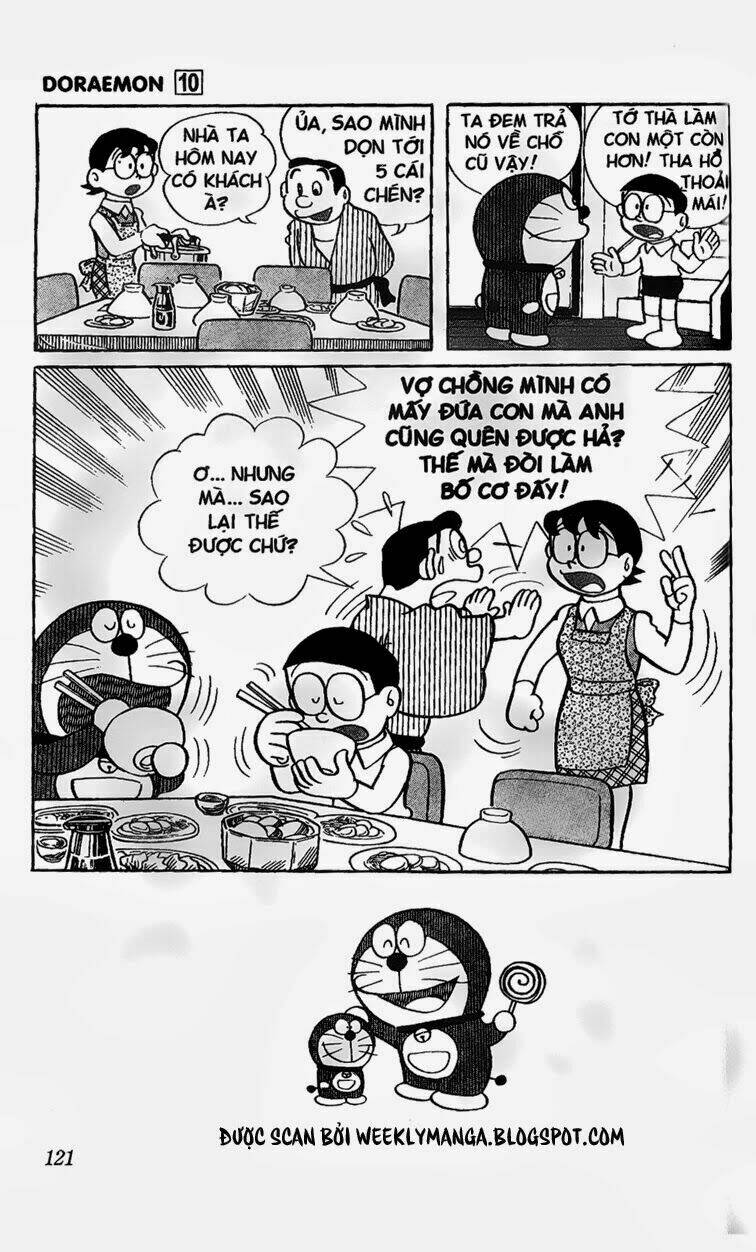 DORAEMON 10
NHÀ TA
HÔM NAY
CÓ KHÁCH
À?
ỦA, SAO MÌNH
DỌN TỚI
5 CÁI
CHÉN?
TA ĐEM TRẢ
NÓ VỀ CHỖ
CŨ VẬY!
TỚ THÀ LÀM
CON MỘT CÒN
HƠN! THA HỒ
THOẢI
MÁI!
VỢ CHỒNG MÌNH CÓ
MẤY ĐỨA CON MÀ ANH
CŨNG QUÊN ĐƯỢC HẢ?
THẾ MÀ ĐÒI LÀM
BỐ CƠ ĐẤY!
Ơ... NHƯNG
MÀ... SAO
LẠI THẾ
ĐƯỢC CHỨ?
ĐƯỢC SCAN BỞI WEEKLYMANGA.BLOGSPOT.COM
121